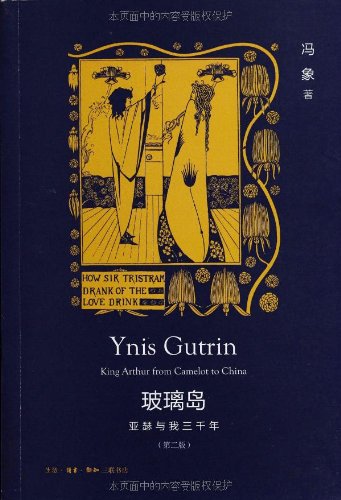 本页面中的内容受版权保护
冯象 著
HOW SIR TRISTRAM
DRANK OF THE
LOVE DRINK
Ynis Gutrin
King Arthur from Camelot to China
玻璃岛
亚瑟与我三千年
(第二版)
生活·读书·新知三联书店
本页面中的内容受版权保护